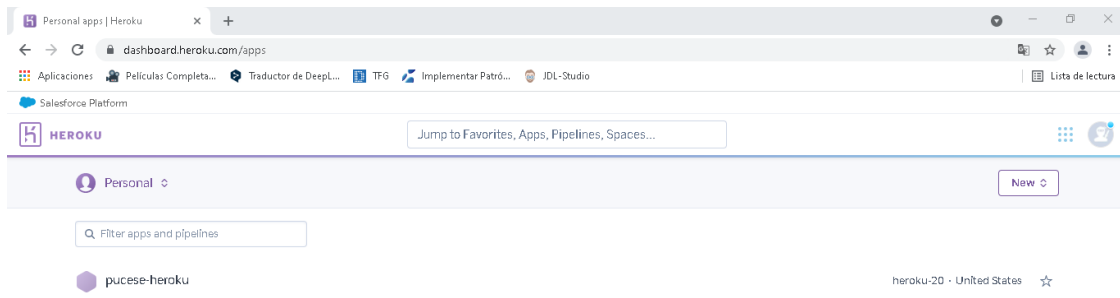 Personal apps | Heroku
dashboard.heroku.com/apps
Aplicaciones Películas Completa... Traductor de DeepL... TFG Implementar Patró... JDL-Studio Lista de lectura
Salesforce Platform
HEROKU Jump to Favorites, Apps, Pipelines, Spaces...
Personal New
Filter apps and pipelines
pucese-heroku heroku-20 · United States